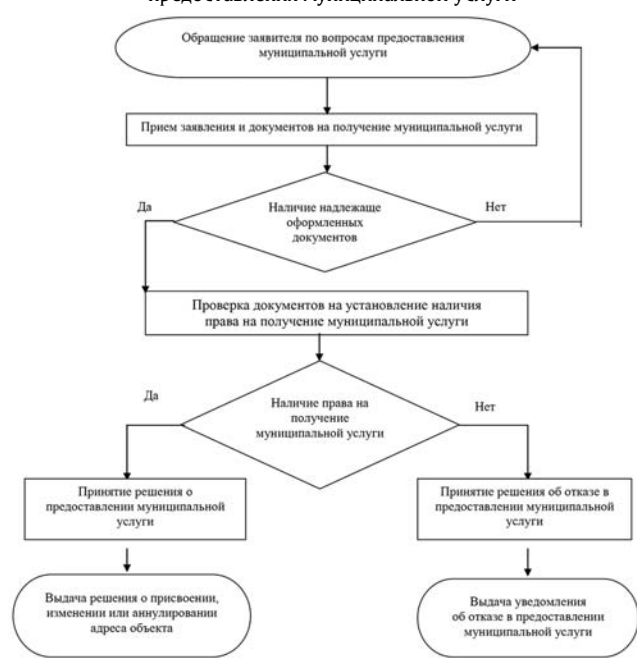 предоставления муниципальной услуги
Обращение заявителя по вопросам предоставления
муниципальной услуги
Прием заявления и документов на получение муниципальной услуги
Да
Наличие надлежаще
оформленных
документов
Нет
Проверка документов на установление наличия
права на получение муниципальной услуги
Да
Наличие права на
получение
муниципальной услуги
Нет
Принятие решения о
предоставлении муниципальной
услуги
Принятие решения об отказе в
предоставлении муниципальной
услуги
Выдача решения о присвоении,
изменении или аннулировании
адреса объекта
Выдача уведомления
об отказе в предоставлении
муниципальной услуги